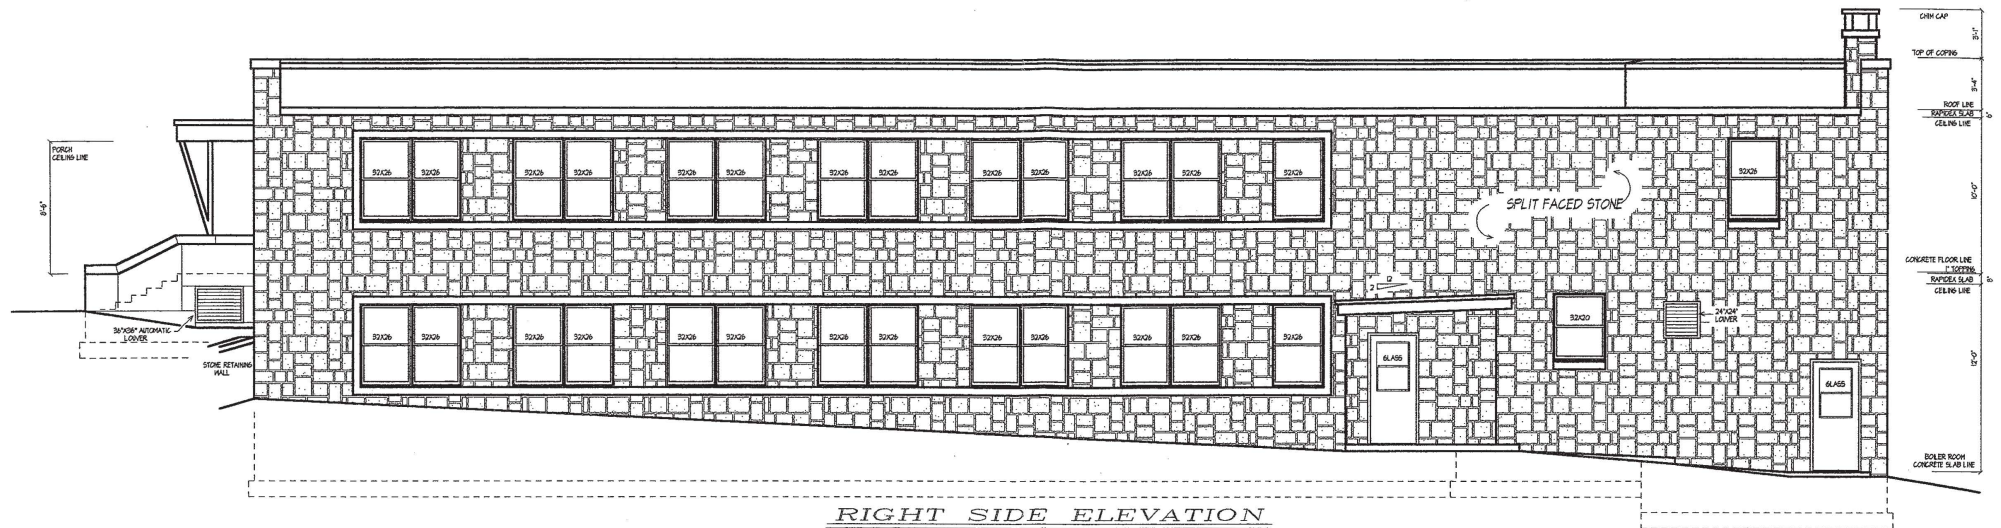 CHIM CAP
3'-1"
TOP OF COPING
3'-4"
ROOF LINE
RAPIDEX SLAB
6"
CEILING LINE
PORCH
CEILING LINE
8'-6"
32X26 32X26 32X26 32X26 32X26 32X26 32X26 32X26 32X26 32X26 32X26 32X26 32X26 32X26
SPLIT FACED STONE
10'-0"
CONCRETE FLOOR LINE
1" TOPPING
RAPIDEX SLAB
8"
CEILING LINE
12
2
36"X36" AUTOMATIC
LOUVER
STONE RETAINING
WALL
32X26 32X26 32X26 32X26 32X26 32X26 32X26 32X26 32X26 32X26 32X26 32X26 32X26
32X20
24"X24"
LOUVER
GLASS
GLASS
12'-0"
BOILER ROOM
CONCRETE SLAB LINE
RIGHT SIDE ELEVATION